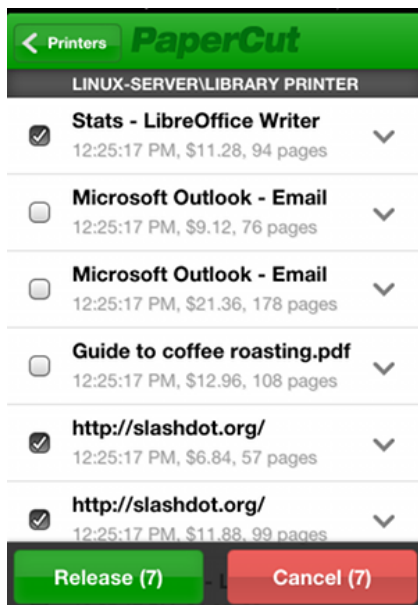 Printers
PaperCut
LINUX-SERVER\LIBRARY PRINTER
Stats - LibreOffice Writer
12:25:17 PM, $11.28, 94 pages
Microsoft Outlook - Email
12:25:17 PM, $9.12, 76 pages
Microsoft Outlook - Email
12:25:17 PM, $21.36, 178 pages
Guide to coffee roasting.pdf
12:25:17 PM, $12.96, 108 pages
http://slashdot.org/
12:25:17 PM, $6.84, 57 pages
http://slashdot.org/
12:25:17 PM, $11.88, 99 pages
Release (7)
Cancel (7)